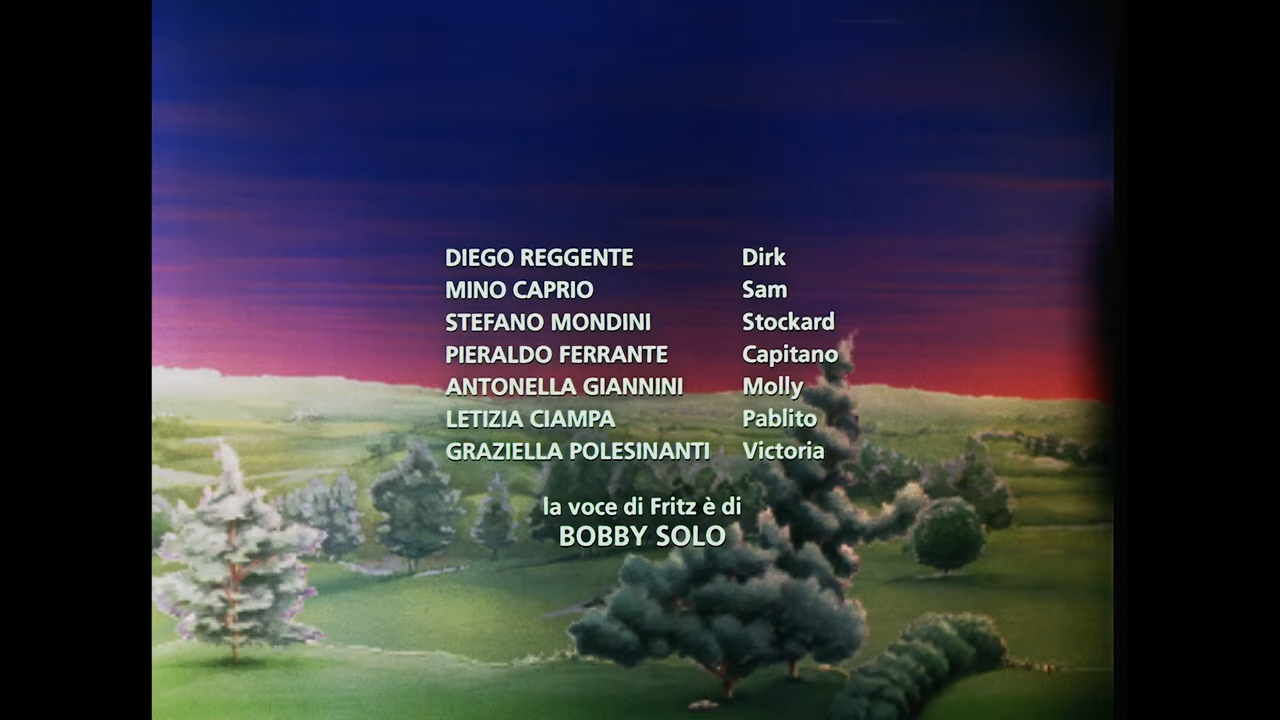 DIEGO REGGENTE Dirk
MINO CAPRIO Sam
STEFANO MONDINI Stockard
PIERALDO FERRANTE Capitano
ANTONELLA GIANNINI Molly
LETIZIA CIAMPA Pablito
GRAZIELLA POLESINANTI Victoria
la voce di Fritz è di
BOBBY SOLO